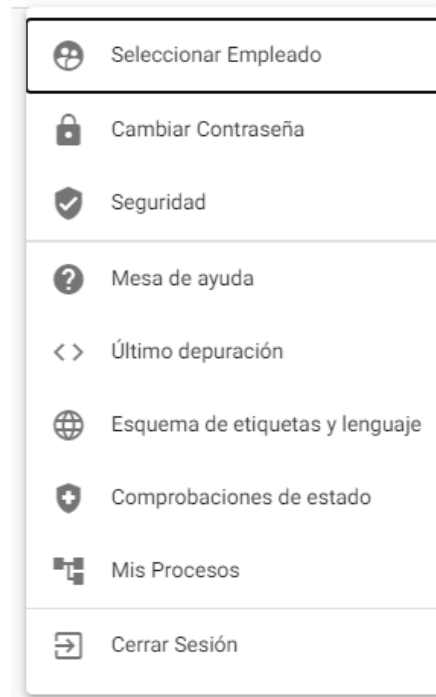 Seleccionar Empleado
Cambiar Contraseña
Seguridad
Mesa de ayuda
Último depuración
Esquema de etiquetas y lenguaje
Comprobaciones de estado
Mis Procesos
Cerrar Sesión